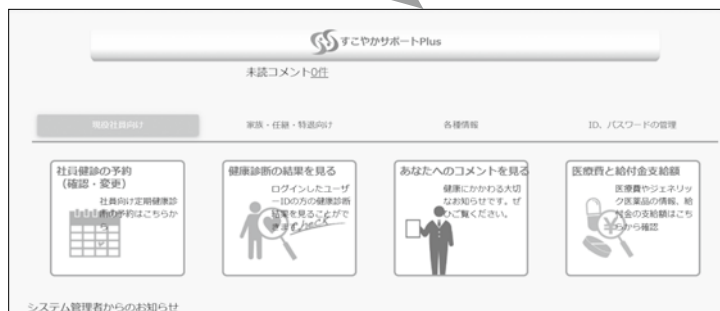 すこやかサポートPlus
未読コメント0件
現役社員向け
家族・任継・特退向け
各種情報
ID、パスワードの管理
社員健診の予約
(確認・変更)
社員向け定期健康診
断の予約はこちらか
ら
健康診断の結果を見る
ログインしたユーザ
ーIDの方の健康診断
結果を見ることがで
きます。
Check
あなたへのコメントを見る
健康にかかわる大切
なお知らせです。ぜ
ひご覧ください。
医療費と給付金支給額
医療費やジェネリッ
ク医薬品の情報、給
付金の支給額はこち
らから確認
システム管理者からのお知らせ